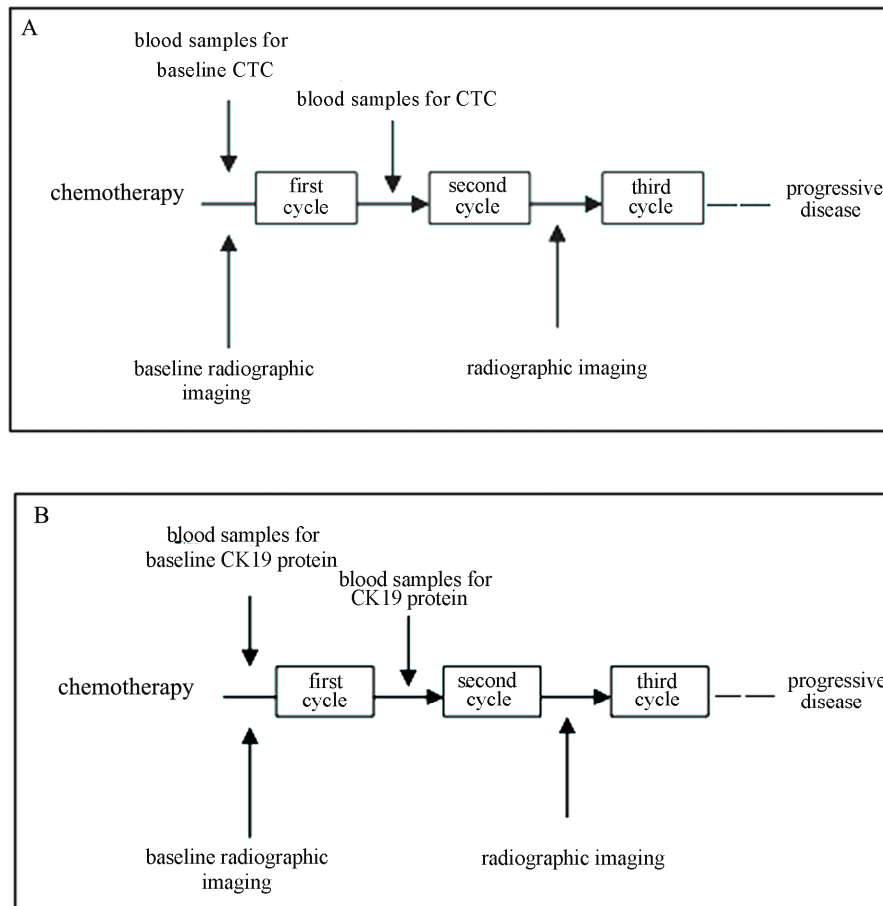 A
blood samples for
baseline CTC
blood samples for CTC
chemotherapy
first
cycle
second
cycle
third
cycle
progressive
disease
baseline radiographic
imaging
radiographic imaging
B
blood samples for
baseline CK19 protein
blood samples for
CK19 protein
chemotherapy
first
cycle
second
cycle
third
cycle
progressive
disease
baseline radiographic
imaging
radiographic imaging